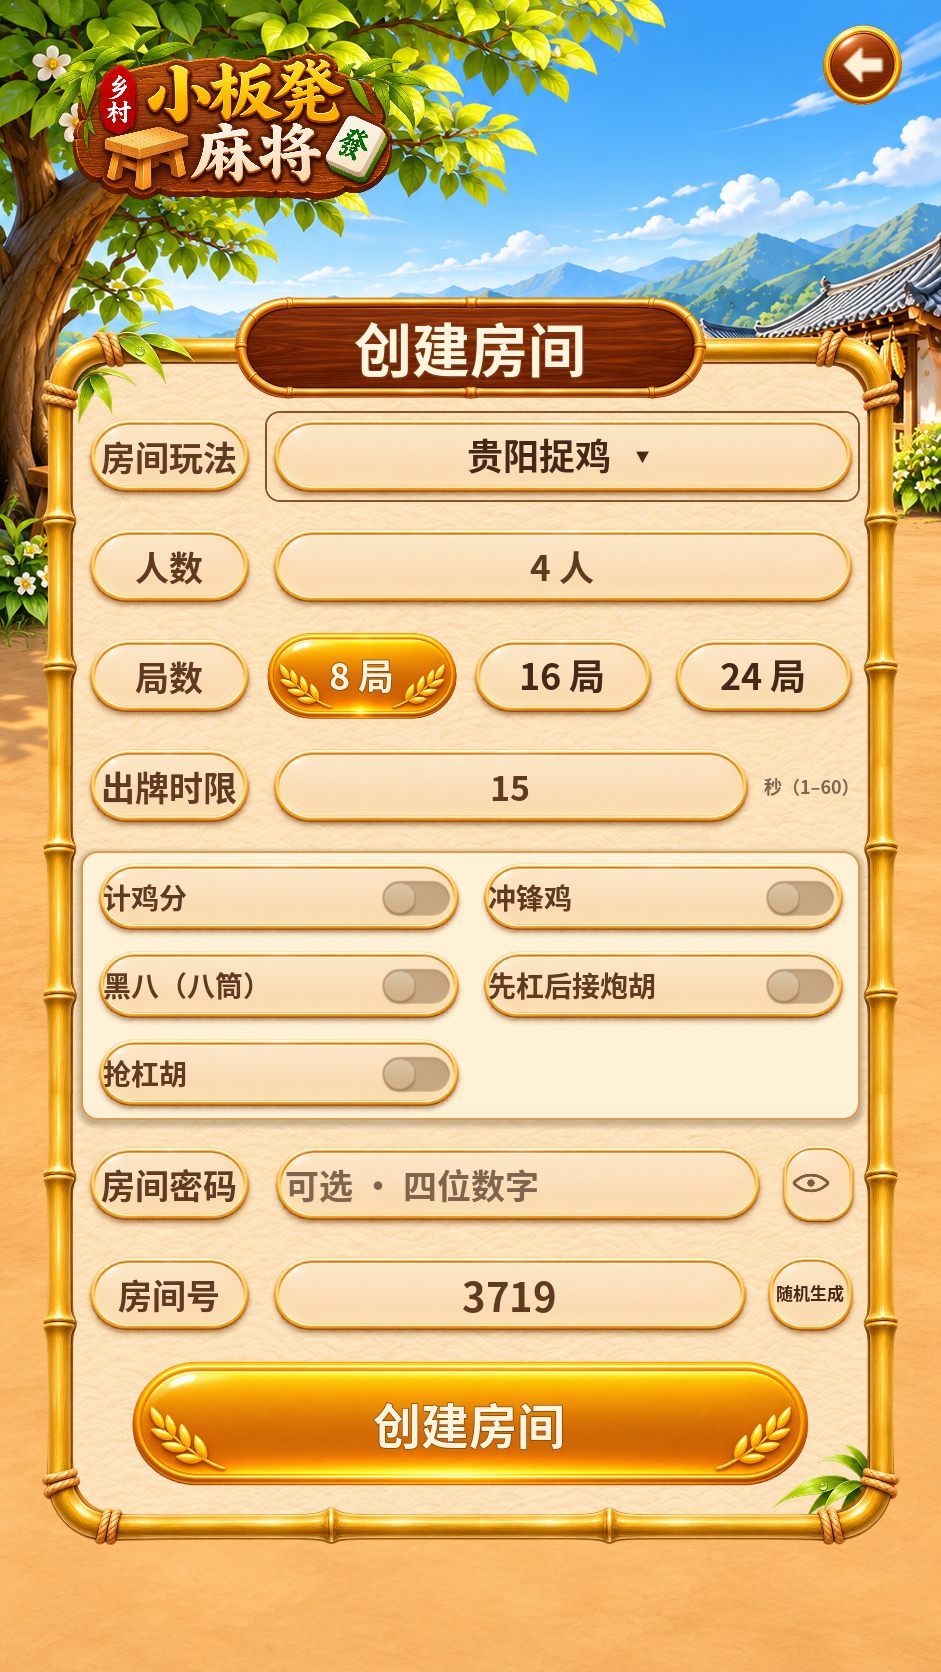 乡村
小板凳
麻将
發
创建房间
房间玩法
贵阳捉鸡 ▼
人数
4 人
局数
8 局
16 局
24 局
出牌时限
15
秒（1-60）
计鸡分
冲锋鸡
黑八（八筒）
先杠后接炮胡
抢杠胡
房间密码
可选 · 四位数字
房间号
3719
随机生成
创建房间